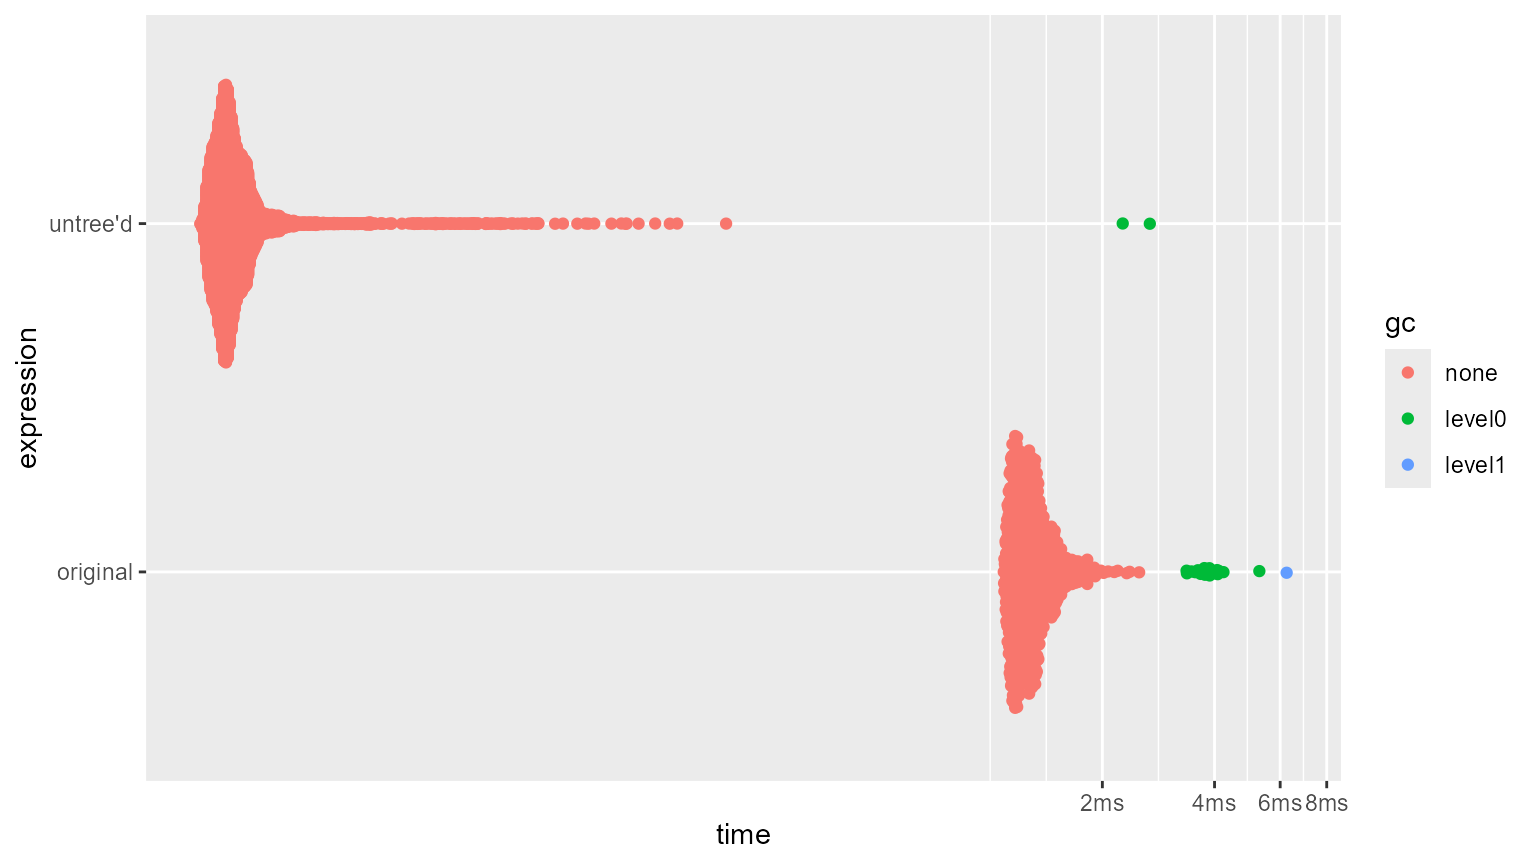 untree'd
original
expression
2ms
4ms
6ms
8ms
time
gc
none
level0
level1